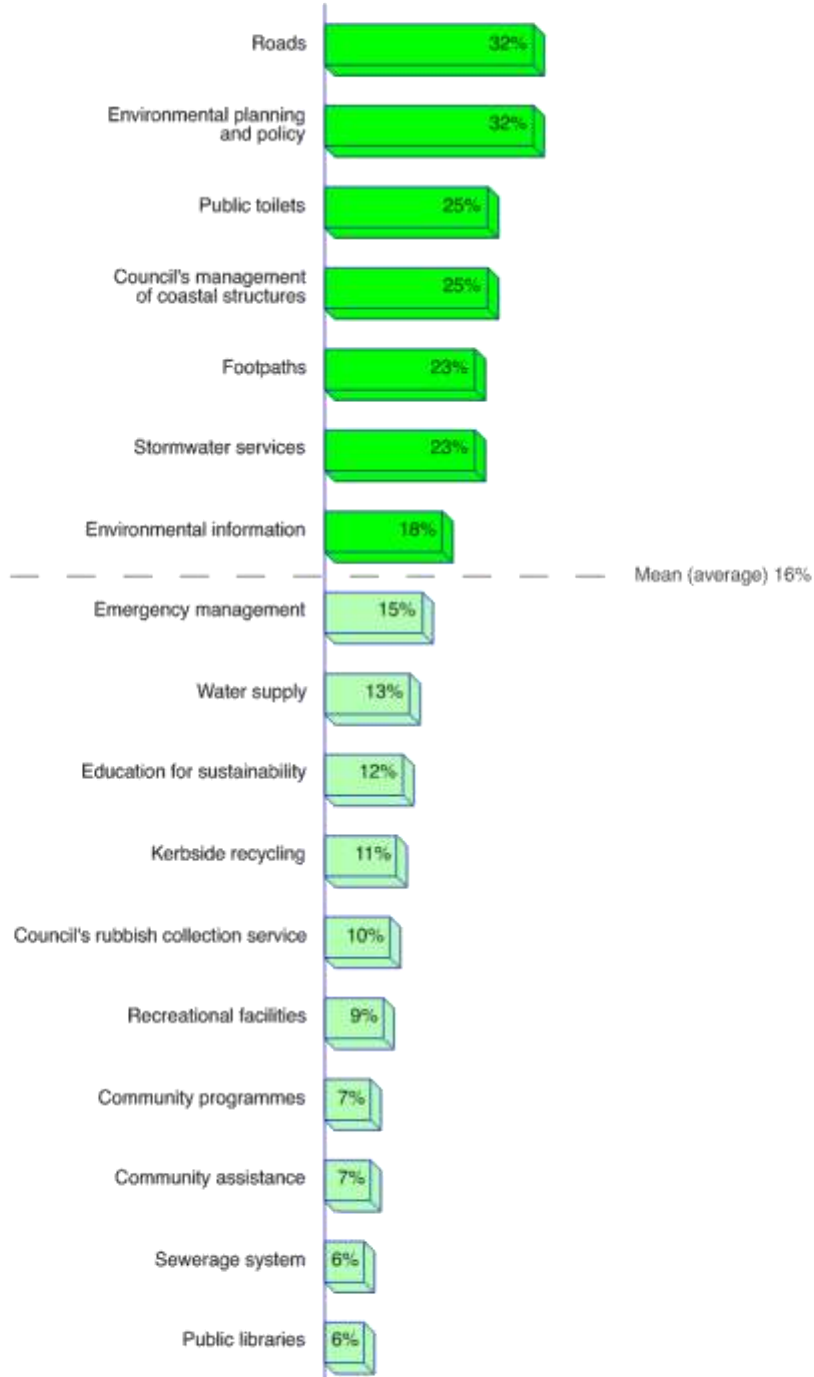 Roads
32%
Environmental planning
and policy
32%
Public toilets
25%
Council's management
of coastal structures
25%
Footpaths
23%
Stormwater services
23%
Environmental information
18%
Mean (average) 16%
Emergency management
15%
Water supply
13%
Education for sustainability
12%
Kerbside recycling
11%
Council's rubbish collection service
10%
Recreational facilities
9%
Community programmes
7%
Community assistance
7%
Sewerage system
6%
Public libraries
6%